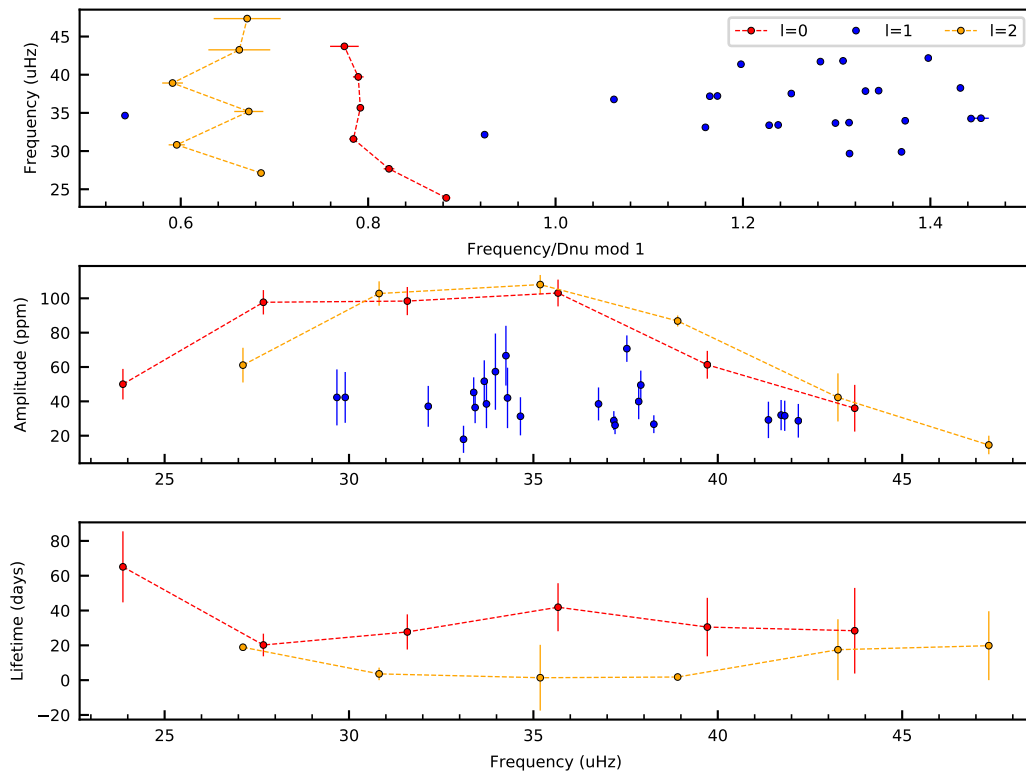 l=0 l=1 l=2
Frequency (uHz)
45
40
35
30
25
0.6 0.8 1.0 1.2 1.4
Frequency/Dnu mod 1
Amplitude (ppm)
100
80
60
40
20
25 30 35 40 45
Lifetime (days)
80
60
40
20
0
−20
25 30 35 40 45
Frequency (uHz)